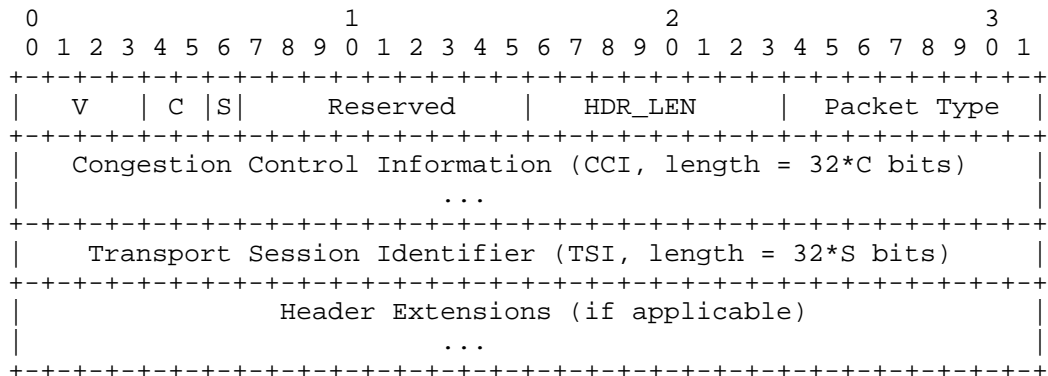 0                   1                   2                   3
 0 1 2 3 4 5 6 7 8 9 0 1 2 3 4 5 6 7 8 9 0 1 2 3 4 5 6 7 8 9 0 1
+-+-+-+-+-+-+-+-+-+-+-+-+-+-+-+-+-+-+-+-+-+-+-+-+-+-+-+-+-+-+-+-+
|   V   | C |S|     Reserved    |   HDR_LEN     |  Packet Type  |
+-+-+-+-+-+-+-+-+-+-+-+-+-+-+-+-+-+-+-+-+-+-+-+-+-+-+-+-+-+-+-+-+
|   Congestion Control Information (CCI, length = 32*C bits)    |
|                          ...                                  |
+-+-+-+-+-+-+-+-+-+-+-+-+-+-+-+-+-+-+-+-+-+-+-+-+-+-+-+-+-+-+-+-+
|    Transport Session Identifier (TSI, length = 32*S bits)     |
+-+-+-+-+-+-+-+-+-+-+-+-+-+-+-+-+-+-+-+-+-+-+-+-+-+-+-+-+-+-+-+-+
|                Header Extensions (if applicable)              |
|                          ...                                  |
+-+-+-+-+-+-+-+-+-+-+-+-+-+-+-+-+-+-+-+-+-+-+-+-+-+-+-+-+-+-+-+-+